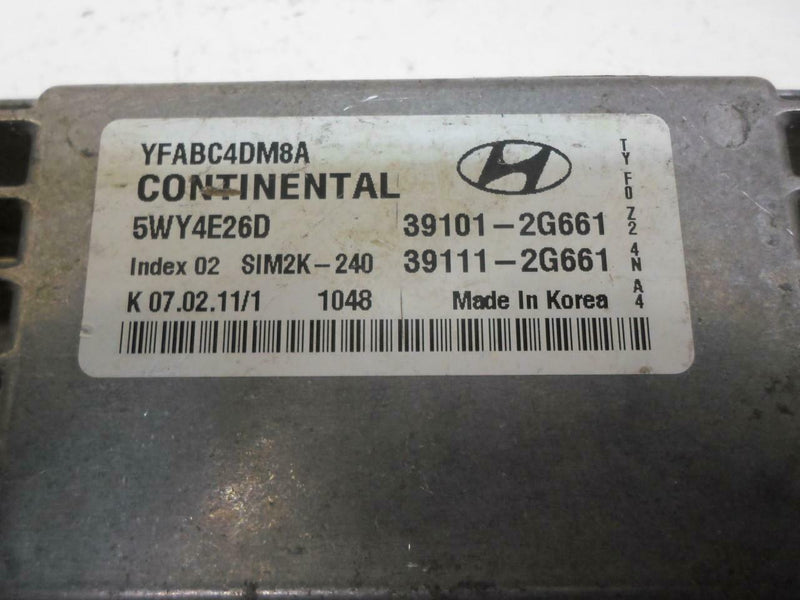 YFABC4DM8A
CONTINENTAL
5WY4E26D 39101-2G661
Index 02 SIM2K-240 39111-2G661
K 07.02.11/1 1048 Made In Korea
TY F0 Z2 4N A4